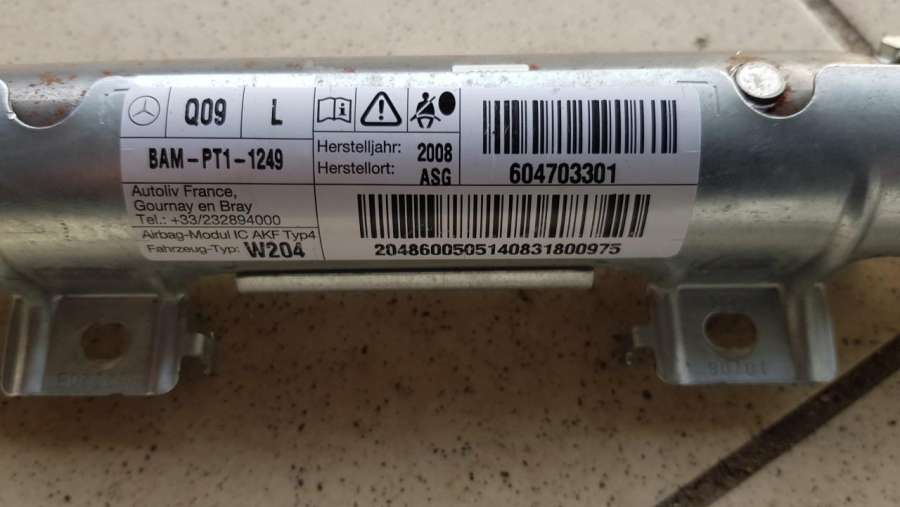 Q09 L
BAM-PT1-1249
Autoliv France,
Gournay en Bray
Tel.: +33/232894000
Airbag-Modul IC AKF Typ4
Fahrzeug-Typ: W204
Herstelljahr: 2008
Herstellort: ASG
604703301
2048600505140831800975